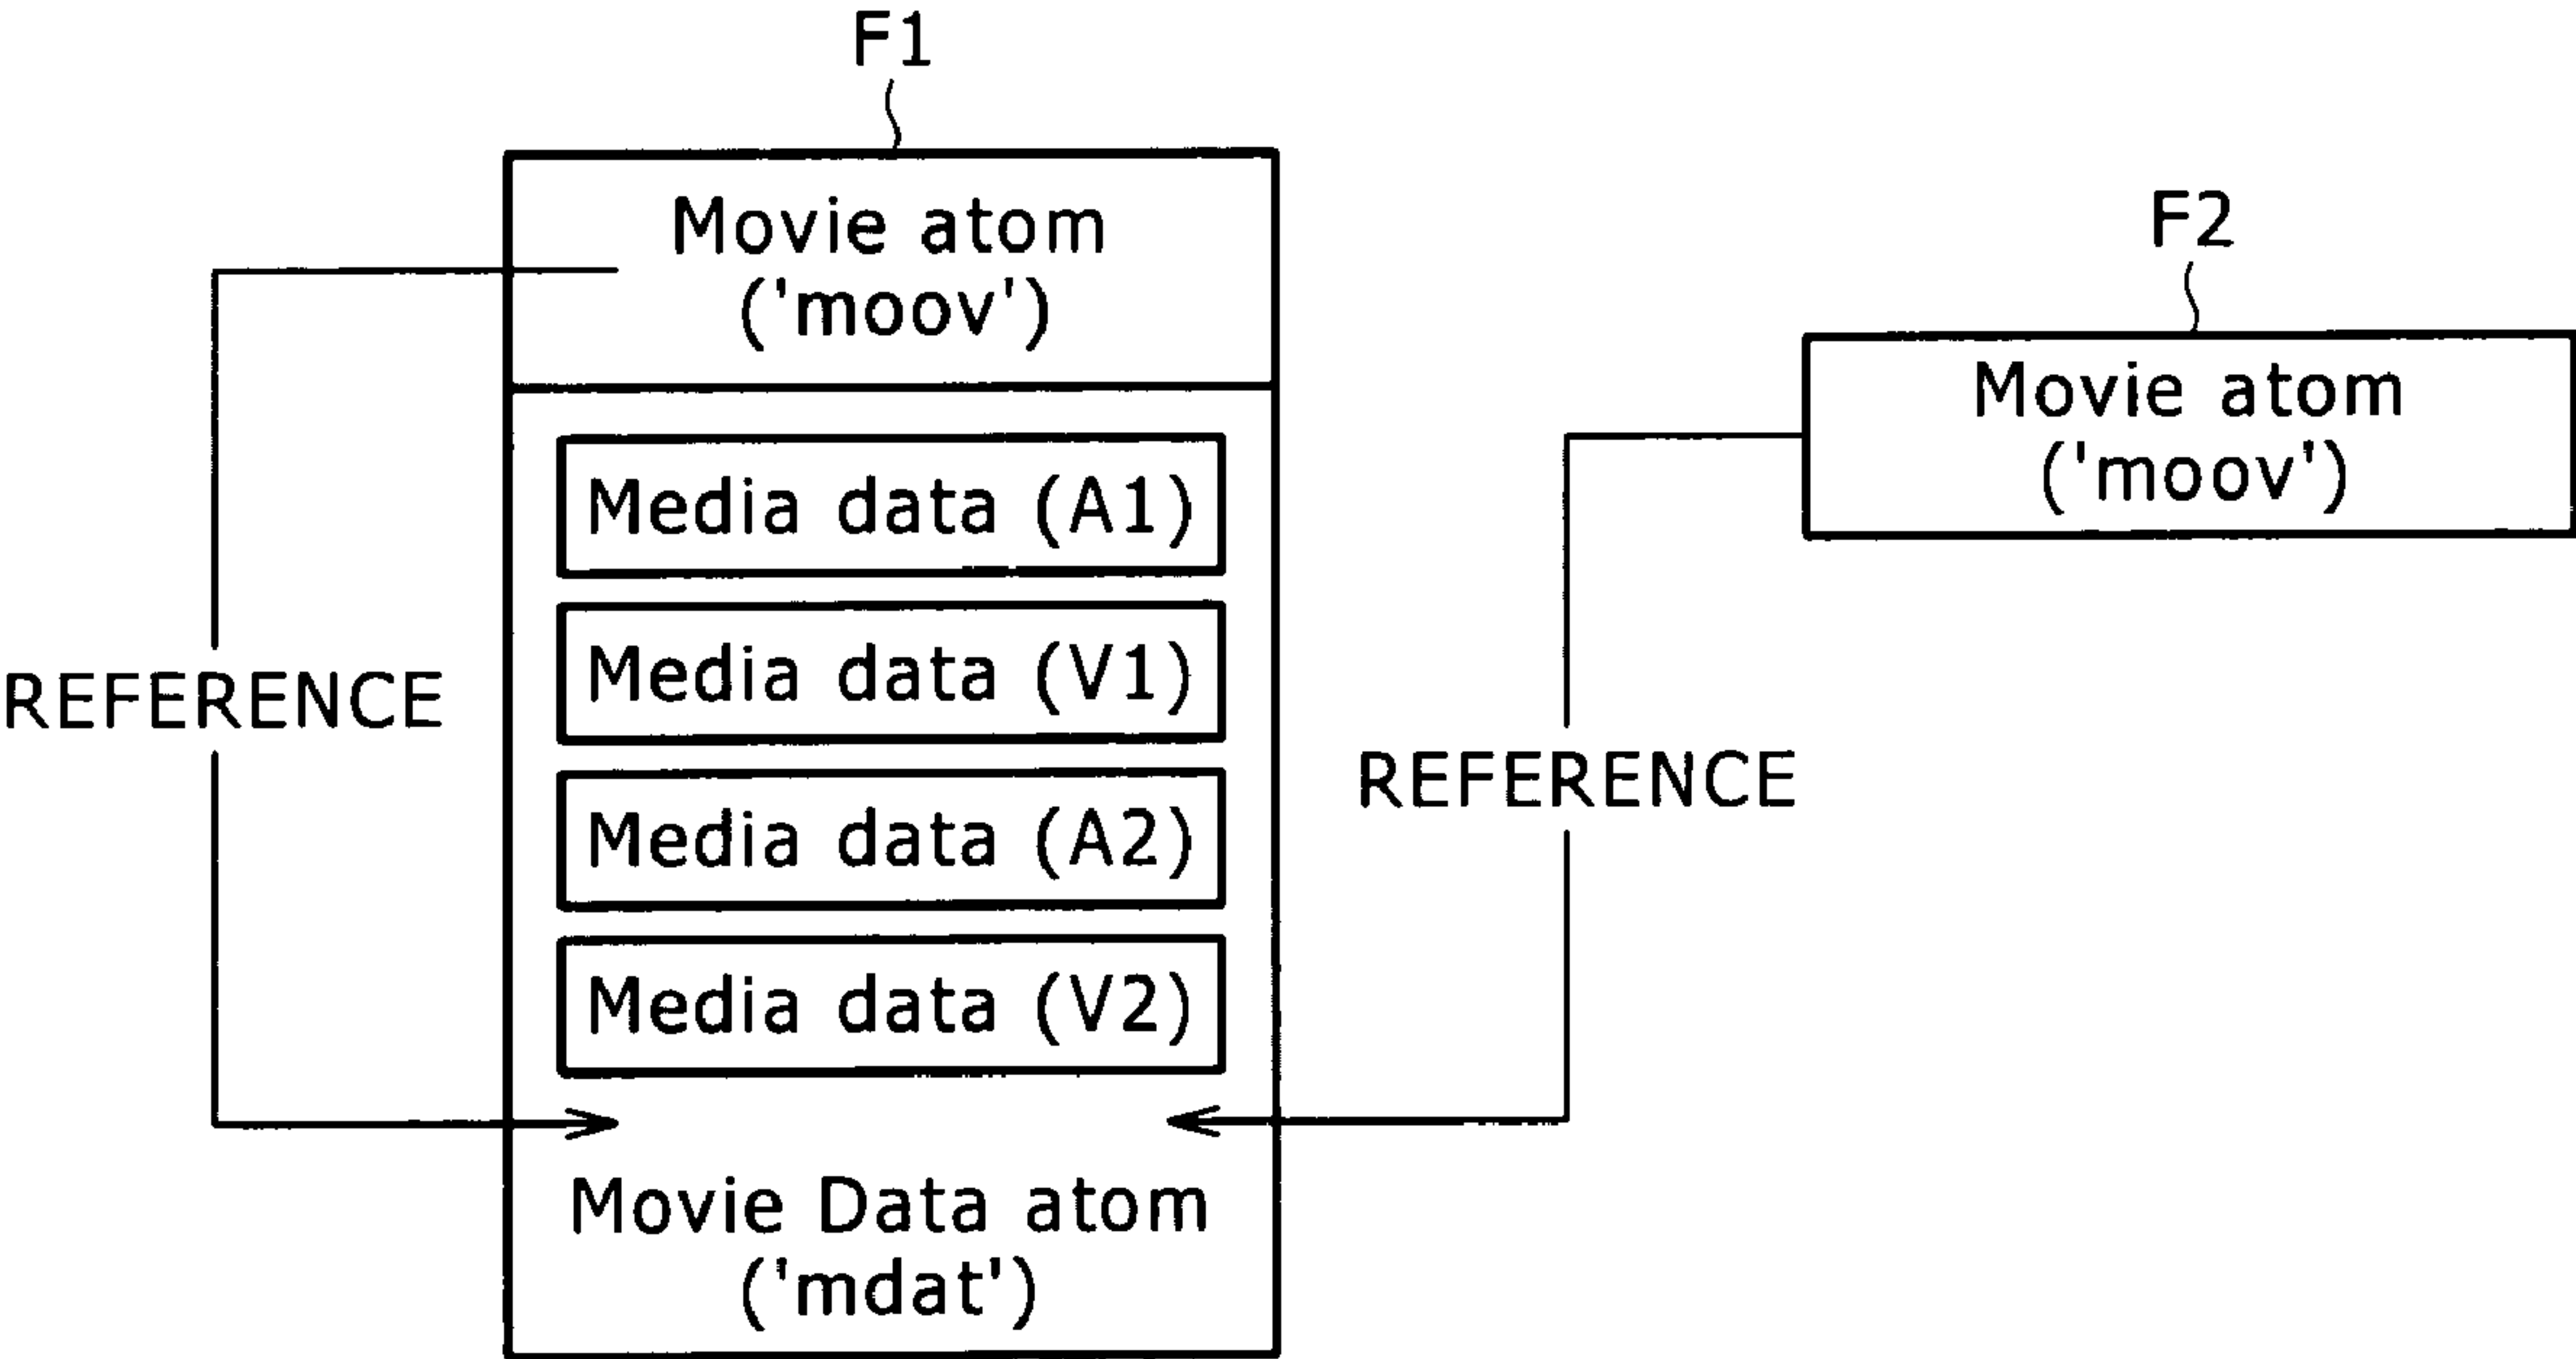 F1
Movie atom
('moov')
F2
Movie atom
('moov')
Media data (A1)
Media data (V1)
REFERENCE
REFERENCE
Media data (A2)
Media data (V2)
Movie Data atom
('mdat')